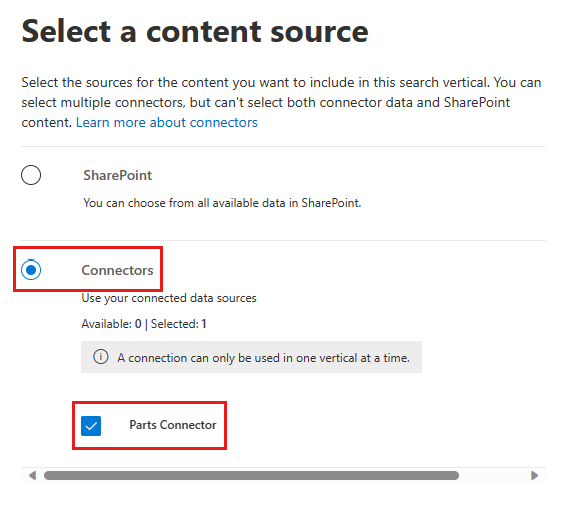 Select a content source
Select the sources for the content you want to include in this search vertical. You can
select multiple connectors, but can't select both connector data and SharePoint
content. Learn more about connectors
SharePoint
You can choose from all available data in SharePoint.
Connectors
Use your connected data sources
Available: 0 | Selected: 1
A connection can only be used in one vertical at a time.
Parts Connector